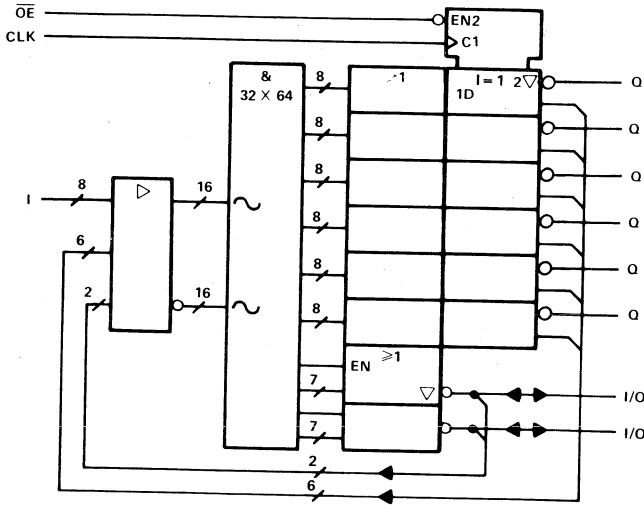 OE
EN2
CLK
C1
&
32 X 64
8
≥1
I = 1
2▽
1D
Q
8
Q
8
Q
I
8
▷
16
8
Q
6
8
Q
2
16
8
Q
EN
≥1
7
▽
I/O
7
I/O
2
6